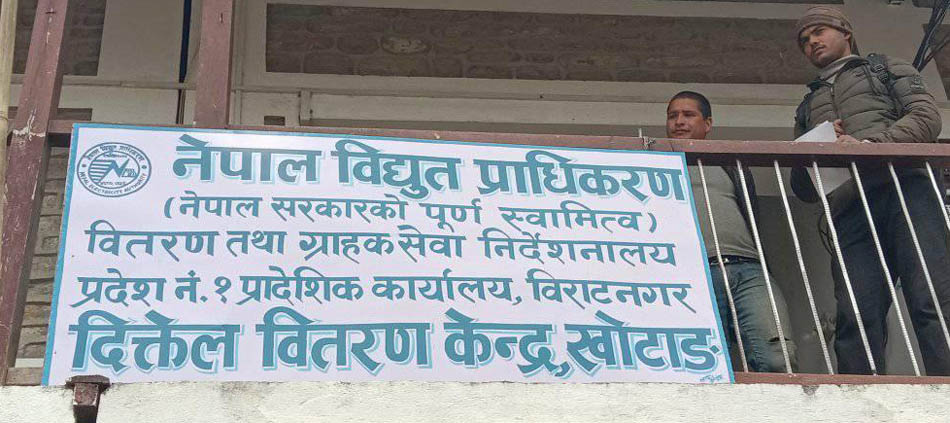 नेपाल विद्युत प्राधिकरण
(नेपाल सरकारको पूर्ण स्वामित्व)
वितरण तथा ग्राहक सेवा निर्देशनालय
प्रदेश नं. १ प्रादेशिक कार्यालय, विराटनगर
दिक्तेल वितरण केन्द्र, खोटाङ